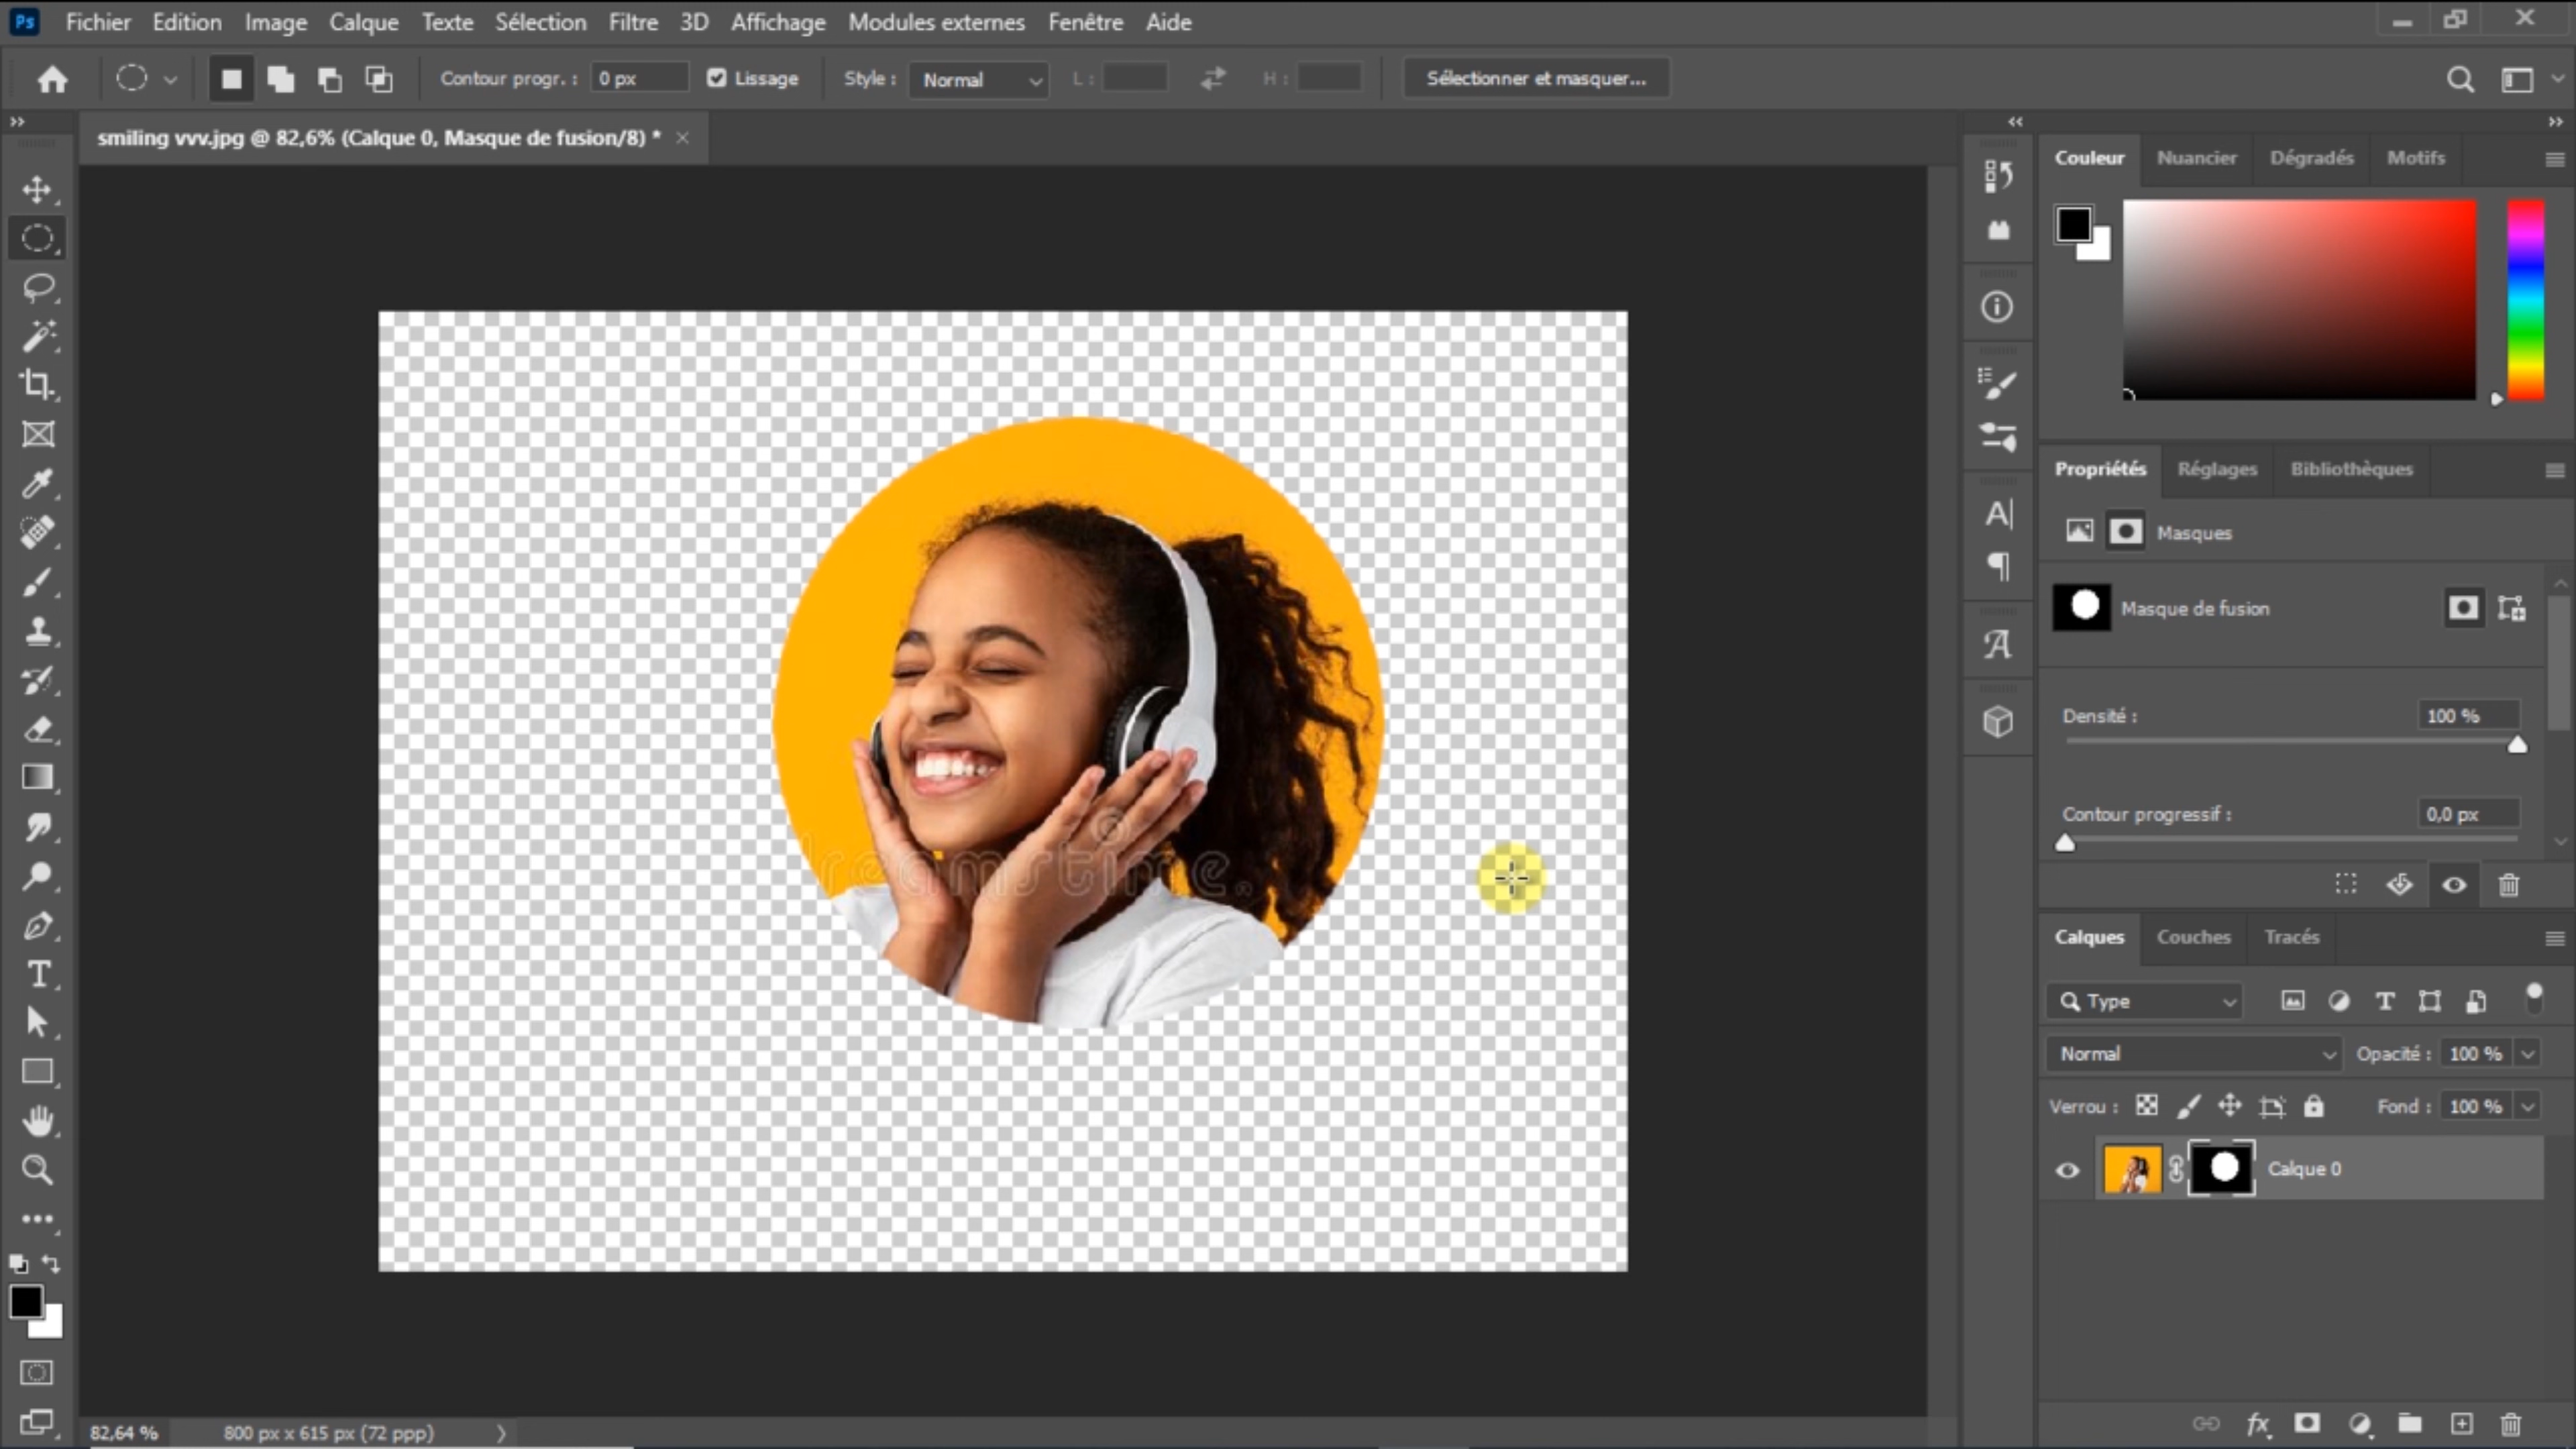 Ps Fichier Edition Image Calque Texte Sélection Filtre 3D Affichage Modules externes Fenêtre Aide
Contour progr. : 0 px Lissage Style : Normal L : H : Sélectionner et masquer...
smiling vvv.jpg @ 82,6% (Calque 0, Masque de fusion/8) *
Couleur Nuancier Dégradés Motifs
Propriétés Réglages Bibliothèques
Masques
Masque de fusion
Densité : 100 %
Contour progressif : 0,0 px
dreamstime.
Calques Couches Tracés
Type
Normal Opacité : 100 %
Verrou : Fond : 100 %
Calque 0
82,64 % 800 px x 615 px (72 ppp)